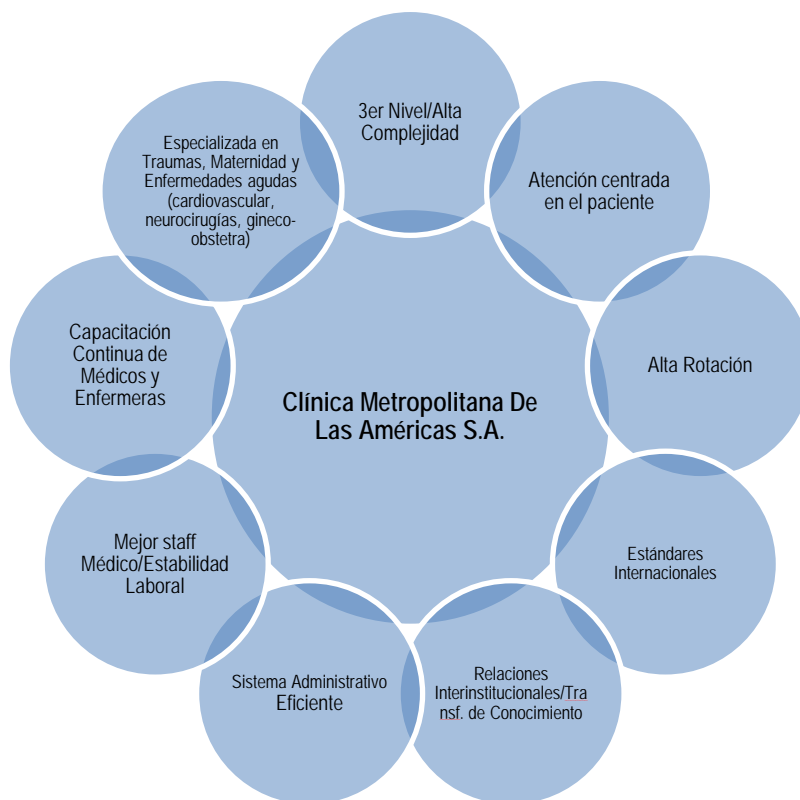 3er Nivel/Alta
Complejidad
Atención centrada
en el paciente
Alta Rotación
Estándares
Internacionales
Relaciones
Interinstitucionales/Tra
nsf. de Conocimiento
Sistema Administrativo
Eficiente
Mejor staff
Médico/Estabilidad
Laboral
Capacitación
Continua de
Médicos y
Enfermeras
Especializada en
Traumas, Maternidad y
Enfermedades agudas
(cardiovascular,
neurocirugías, gineco-
obstetra)
Clínica Metropolitana De
Las Américas S.A.